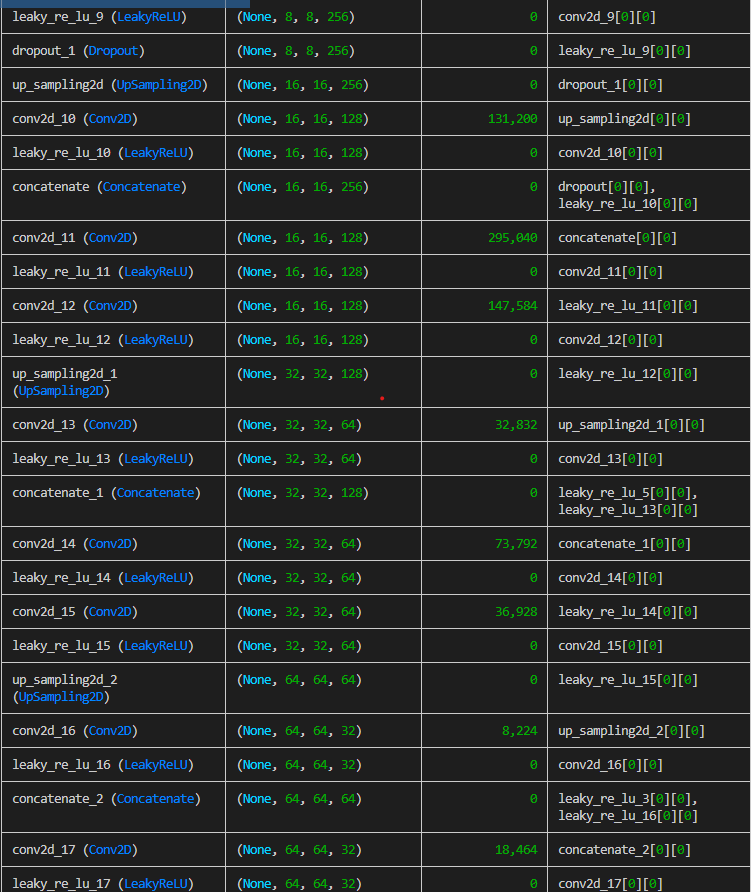 leaky_re_lu_9 (LeakyReLU) (None, 8, 8, 256) 0 conv2d_9[0][0]
dropout_1 (Dropout) (None, 8, 8, 256) 0 leaky_re_lu_9[0][0]
up_sampling2d (UpSampling2D) (None, 16, 16, 256) 0 dropout_1[0][0]
conv2d_10 (Conv2D) (None, 16, 16, 128) 131,200 up_sampling2d[0][0]
leaky_re_lu_10 (LeakyReLU) (None, 16, 16, 128) 0 conv2d_10[0][0]
concatenate (Concatenate) (None, 16, 16, 256) 0 dropout[0][0],
leaky_re_lu_10[0][0]
conv2d_11 (Conv2D) (None, 16, 16, 128) 295,040 concatenate[0][0]
leaky_re_lu_11 (LeakyReLU) (None, 16, 16, 128) 0 conv2d_11[0][0]
conv2d_12 (Conv2D) (None, 16, 16, 128) 147,584 leaky_re_lu_11[0][0]
leaky_re_lu_12 (LeakyReLU) (None, 16, 16, 128) 0 conv2d_12[0][0]
up_sampling2d_1 (None, 32, 32, 128) 0 leaky_re_lu_12[0][0]
(UpSampling2D)
conv2d_13 (Conv2D) (None, 32, 32, 64) 32,832 up_sampling2d_1[0][0]
leaky_re_lu_13 (LeakyReLU) (None, 32, 32, 64) 0 conv2d_13[0][0]
concatenate_1 (Concatenate) (None, 32, 32, 128) 0 leaky_re_lu_5[0][0],
leaky_re_lu_13[0][0]
conv2d_14 (Conv2D) (None, 32, 32, 64) 73,792 concatenate_1[0][0]
leaky_re_lu_14 (LeakyReLU) (None, 32, 32, 64) 0 conv2d_14[0][0]
conv2d_15 (Conv2D) (None, 32, 32, 64) 36,928 leaky_re_lu_14[0][0]
leaky_re_lu_15 (LeakyReLU) (None, 32, 32, 64) 0 conv2d_15[0][0]
up_sampling2d_2 (None, 64, 64, 64) 0 leaky_re_lu_15[0][0]
(UpSampling2D)
conv2d_16 (Conv2D) (None, 64, 64, 32) 8,224 up_sampling2d_2[0][0]
leaky_re_lu_16 (LeakyReLU) (None, 64, 64, 32) 0 conv2d_16[0][0]
concatenate_2 (Concatenate) (None, 64, 64, 64) 0 leaky_re_lu_3[0][0],
leaky_re_lu_16[0][0]
conv2d_17 (Conv2D) (None, 64, 64, 32) 18,464 concatenate_2[0][0]
leaky_re_lu_17 (LeakyReLU) (None, 64, 64, 32) 0 conv2d_17[0][0]